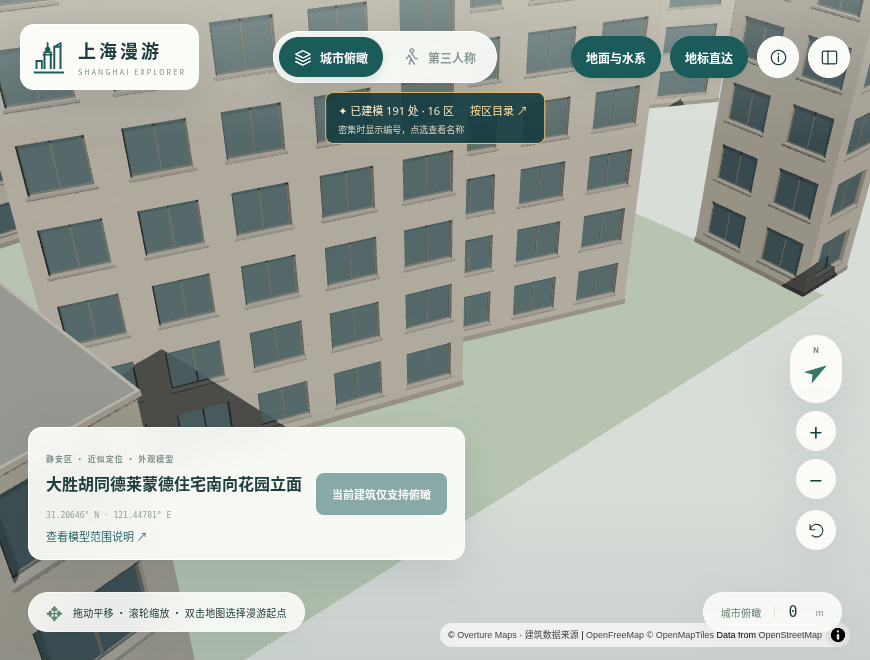 上海漫游
SHANGHAI EXPLORER
城市俯瞰
第三人称
地面与水系
地标直达
✦ 已建模 191 处 · 16 区 按区目录 ↗
密集时显示编号，点选查看名称
N
静安区 · 近似定位 · 外观模型
大胜胡同德莱蒙德住宅南向花园立面
当前建筑仅支持俯瞰
31.20646° N · 121.44781° E
查看模型范围说明 ↗
拖动平移 · 滚轮缩放 · 双击地图选择漫游起点
城市俯瞰 0 m
© Overture Maps · 建筑数据来源 | OpenFreeMap © OpenMapTiles Data from OpenStreetMap